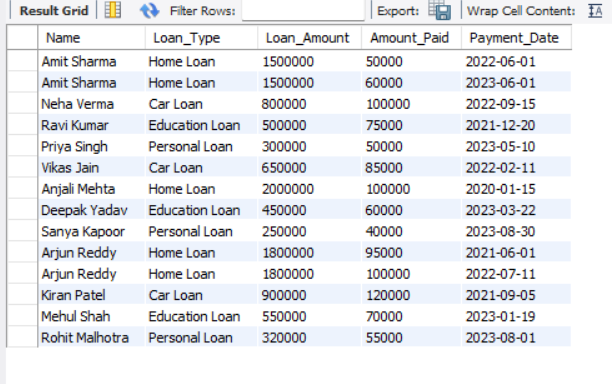 Result Grid Filter Rows: Export: Wrap Cell Content: IA
Name Loan_Type Loan_Amount Amount_Paid Payment_Date
Amit Sharma Home Loan 1500000 50000 2022-06-01
Amit Sharma Home Loan 1500000 60000 2023-06-01
Neha Verma Car Loan 800000 100000 2022-09-15
Ravi Kumar Education Loan 500000 75000 2021-12-20
Priya Singh Personal Loan 300000 50000 2023-05-10
Vikas Jain Car Loan 650000 85000 2022-02-11
Anjali Mehta Home Loan 2000000 100000 2020-01-15
Deepak Yadav Education Loan 450000 60000 2023-03-22
Sanya Kapoor Personal Loan 250000 40000 2023-08-30
Arjun Reddy Home Loan 1800000 95000 2021-06-01
Arjun Reddy Home Loan 1800000 100000 2022-07-11
Kiran Patel Car Loan 900000 120000 2021-09-05
Mehul Shah Education Loan 550000 70000 2023-01-19
Rohit Malhotra Personal Loan 320000 55000 2023-08-01